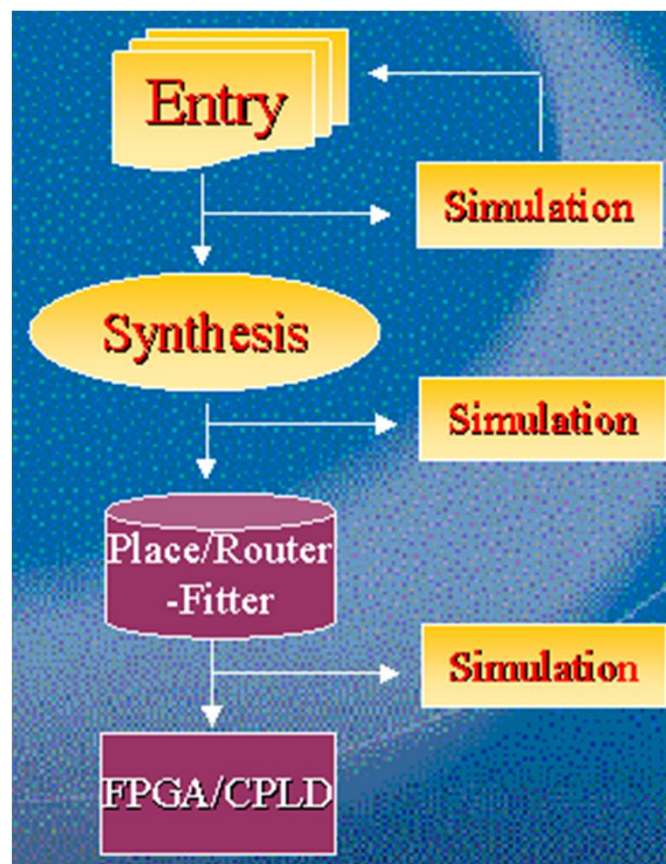 Entry
Simulation
Synthesis
Simulation
Place/Router
-Fitter
Simulation
FPGA/CPLD